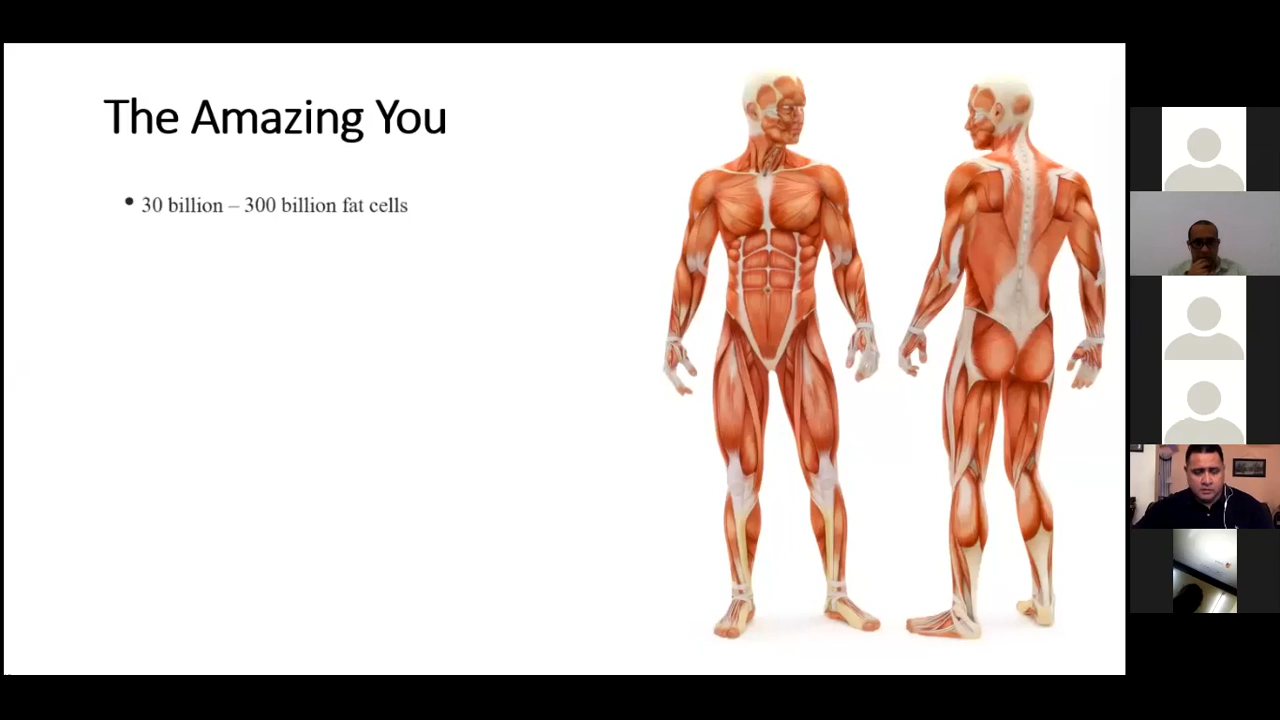 The Amazing You
• 30 billion – 300 billion fat cells